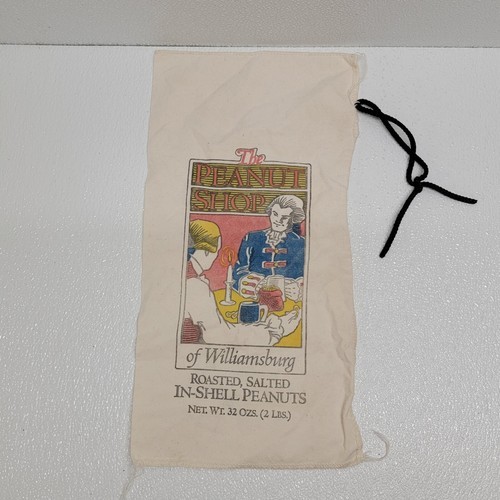 The
PEANUT
SHOP
of Williamsburg
ROASTED, SALTED
IN-SHELL PEANUTS
NET. WT. 32 OZS. (2 LBS.)